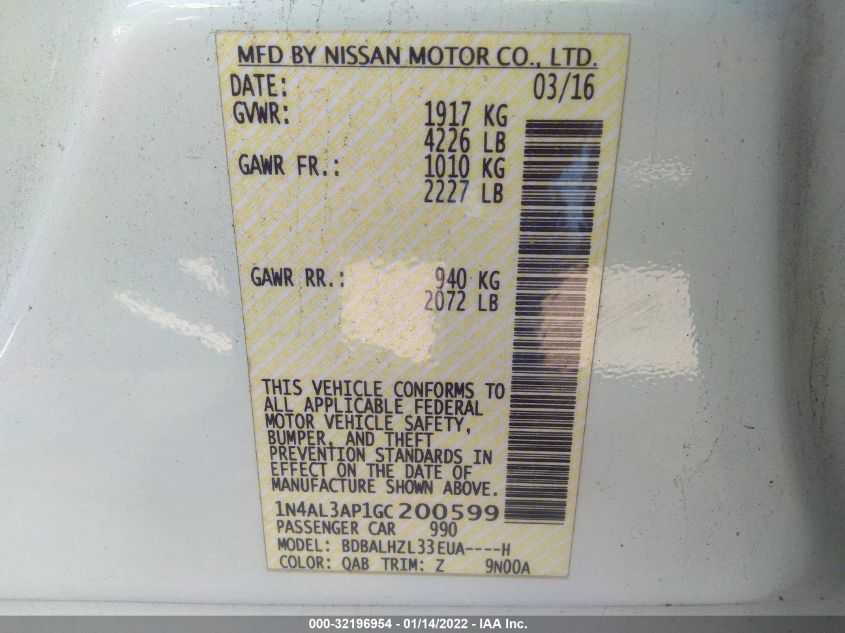 MFD BY NISSAN MOTOR CO., LTD.
DATE: 03/16
GVWR: 1917 KG
4226 LB
GAWR FR.: 1010 KG
2227 LB
GAWR RR.: 940 KG
2072 LB
THIS VEHICLE CONFORMS TO
ALL APPLICABLE FEDERAL
MOTOR VEHICLE SAFETY,
BUMPER, AND THEFT
PREVENTION STANDARDS IN
EFFECT ON THE DATE OF
MANUFACTURE SHOWN ABOVE.
1N4AL3AP1GC200599
PASSENGER CAR 990
MODEL: BDBALHZL33EUA----H
COLOR: QAB TRIM: Z 9N00A
000-32196954 - 01/14/2022 - IAA Inc.